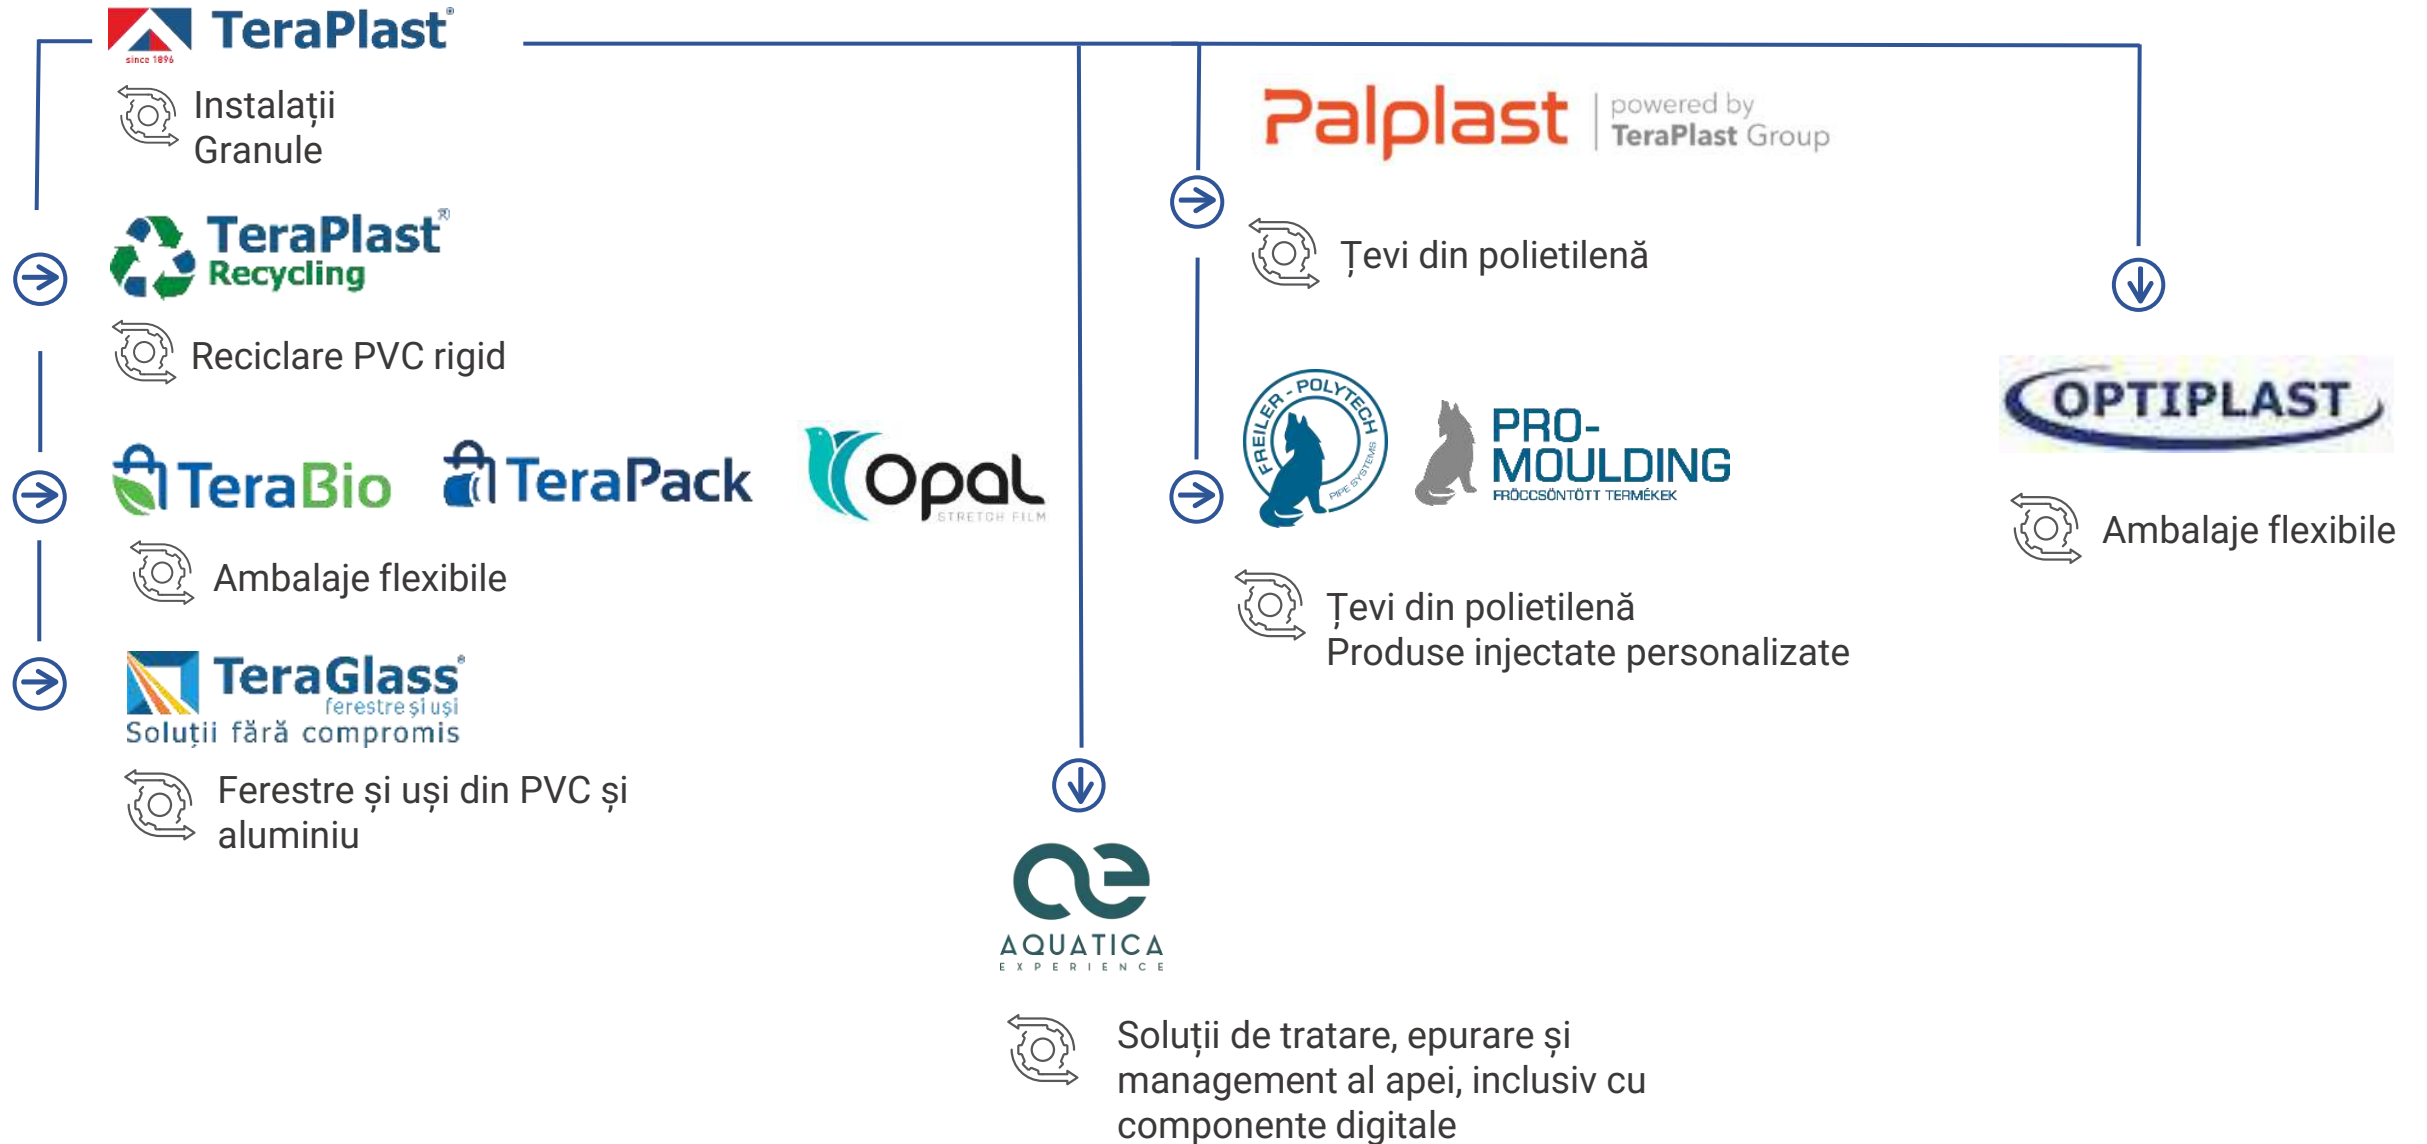 TeraPlast®
since 1896
Instalații
Granule
TeraPlast®
Recycling
Reciclare PVC rigid
TeraBio
TeraPack
Opal
STRETCH FILM
Ambalaje flexibile
TeraGlass®
ferestre și uși
Soluții fără compromis
Ferestre și uși din PVC și
aluminiu
AQUATICA
EXPERIENCE
Soluții de tratare, epurare și
management al apei, inclusiv cu
componente digitale
Palplast
powered by
TeraPlast Group
Țevi din polietilenă
FREILER - POLYTECH
PIPE SYSTEMS
PRO-
MOULDING
FRÖCCSÖNTÖTT TERMÉKEK
Țevi din polietilenă
Produse injectate personalizate
OPTIPLAST
Ambalaje flexibile